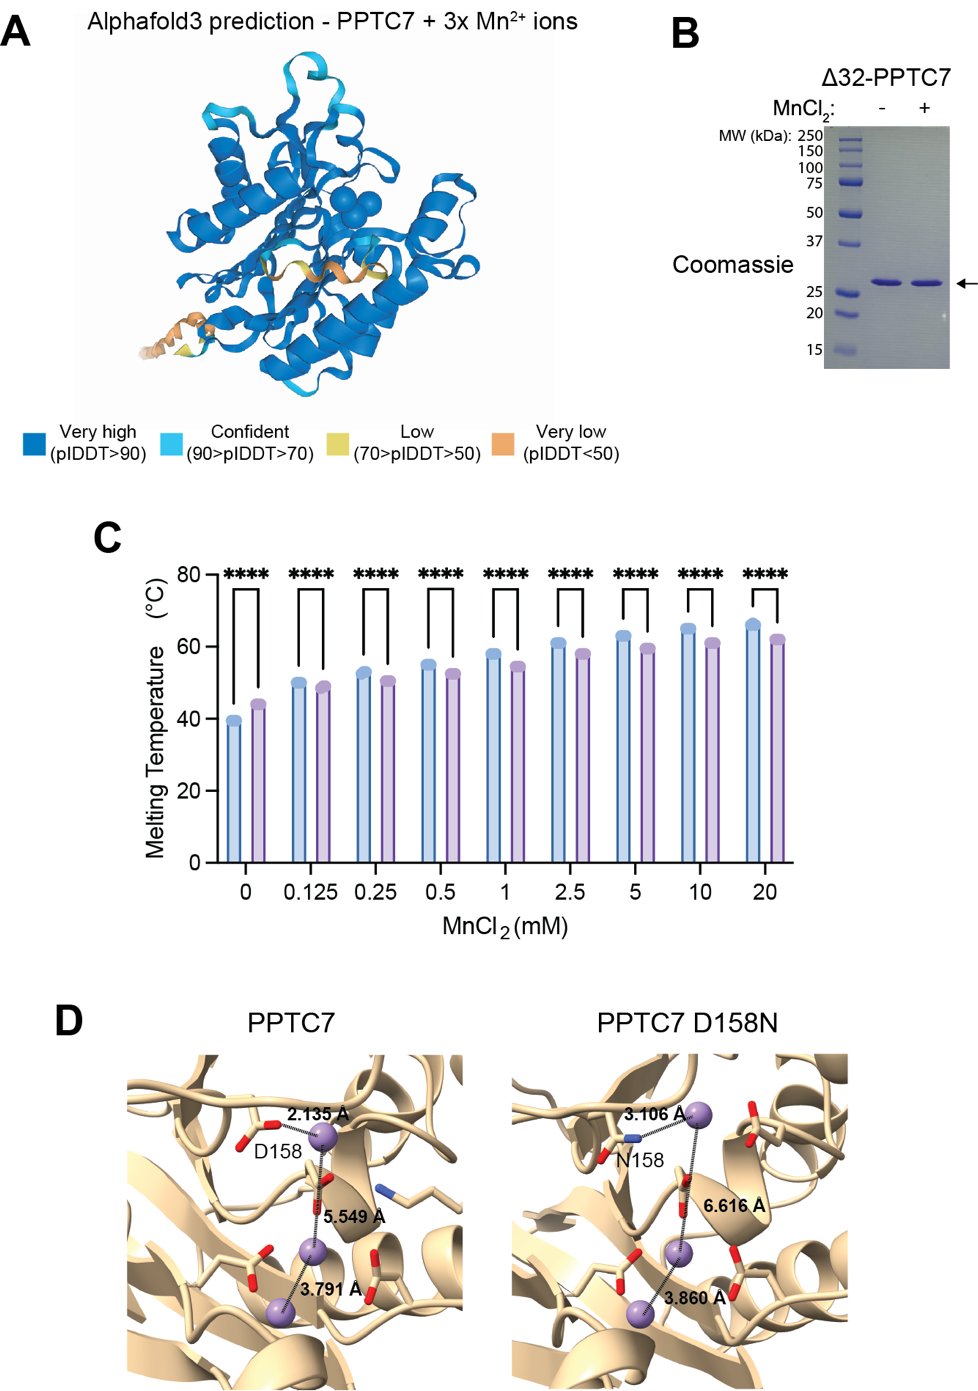 A
Alphafold3 prediction - PPTC7 + 3x Mn²⁺ ions
Very high
(pIDDT>90)
Confident
(90>pIDDT>70)
Low
(70>pIDDT>50)
Very low
(pIDDT<50)
B
Δ32-PPTC7
MnCl₂: - +
MW (kDa): 250
150
100
75
50
37
25
20
15
Coomassie
C
**** **** **** **** **** **** **** **** ****
Melting Temperature (°C)
80
60
40
20
0
0 0.125 0.25 0.5 1 2.5 5 10 20
MnCl₂ (mM)
D
PPTC7
2.135 Å
D158
5.549 Å
3.791 Å
PPTC7 D158N
3.106 Å
N158
6.616 Å
3.860 Å